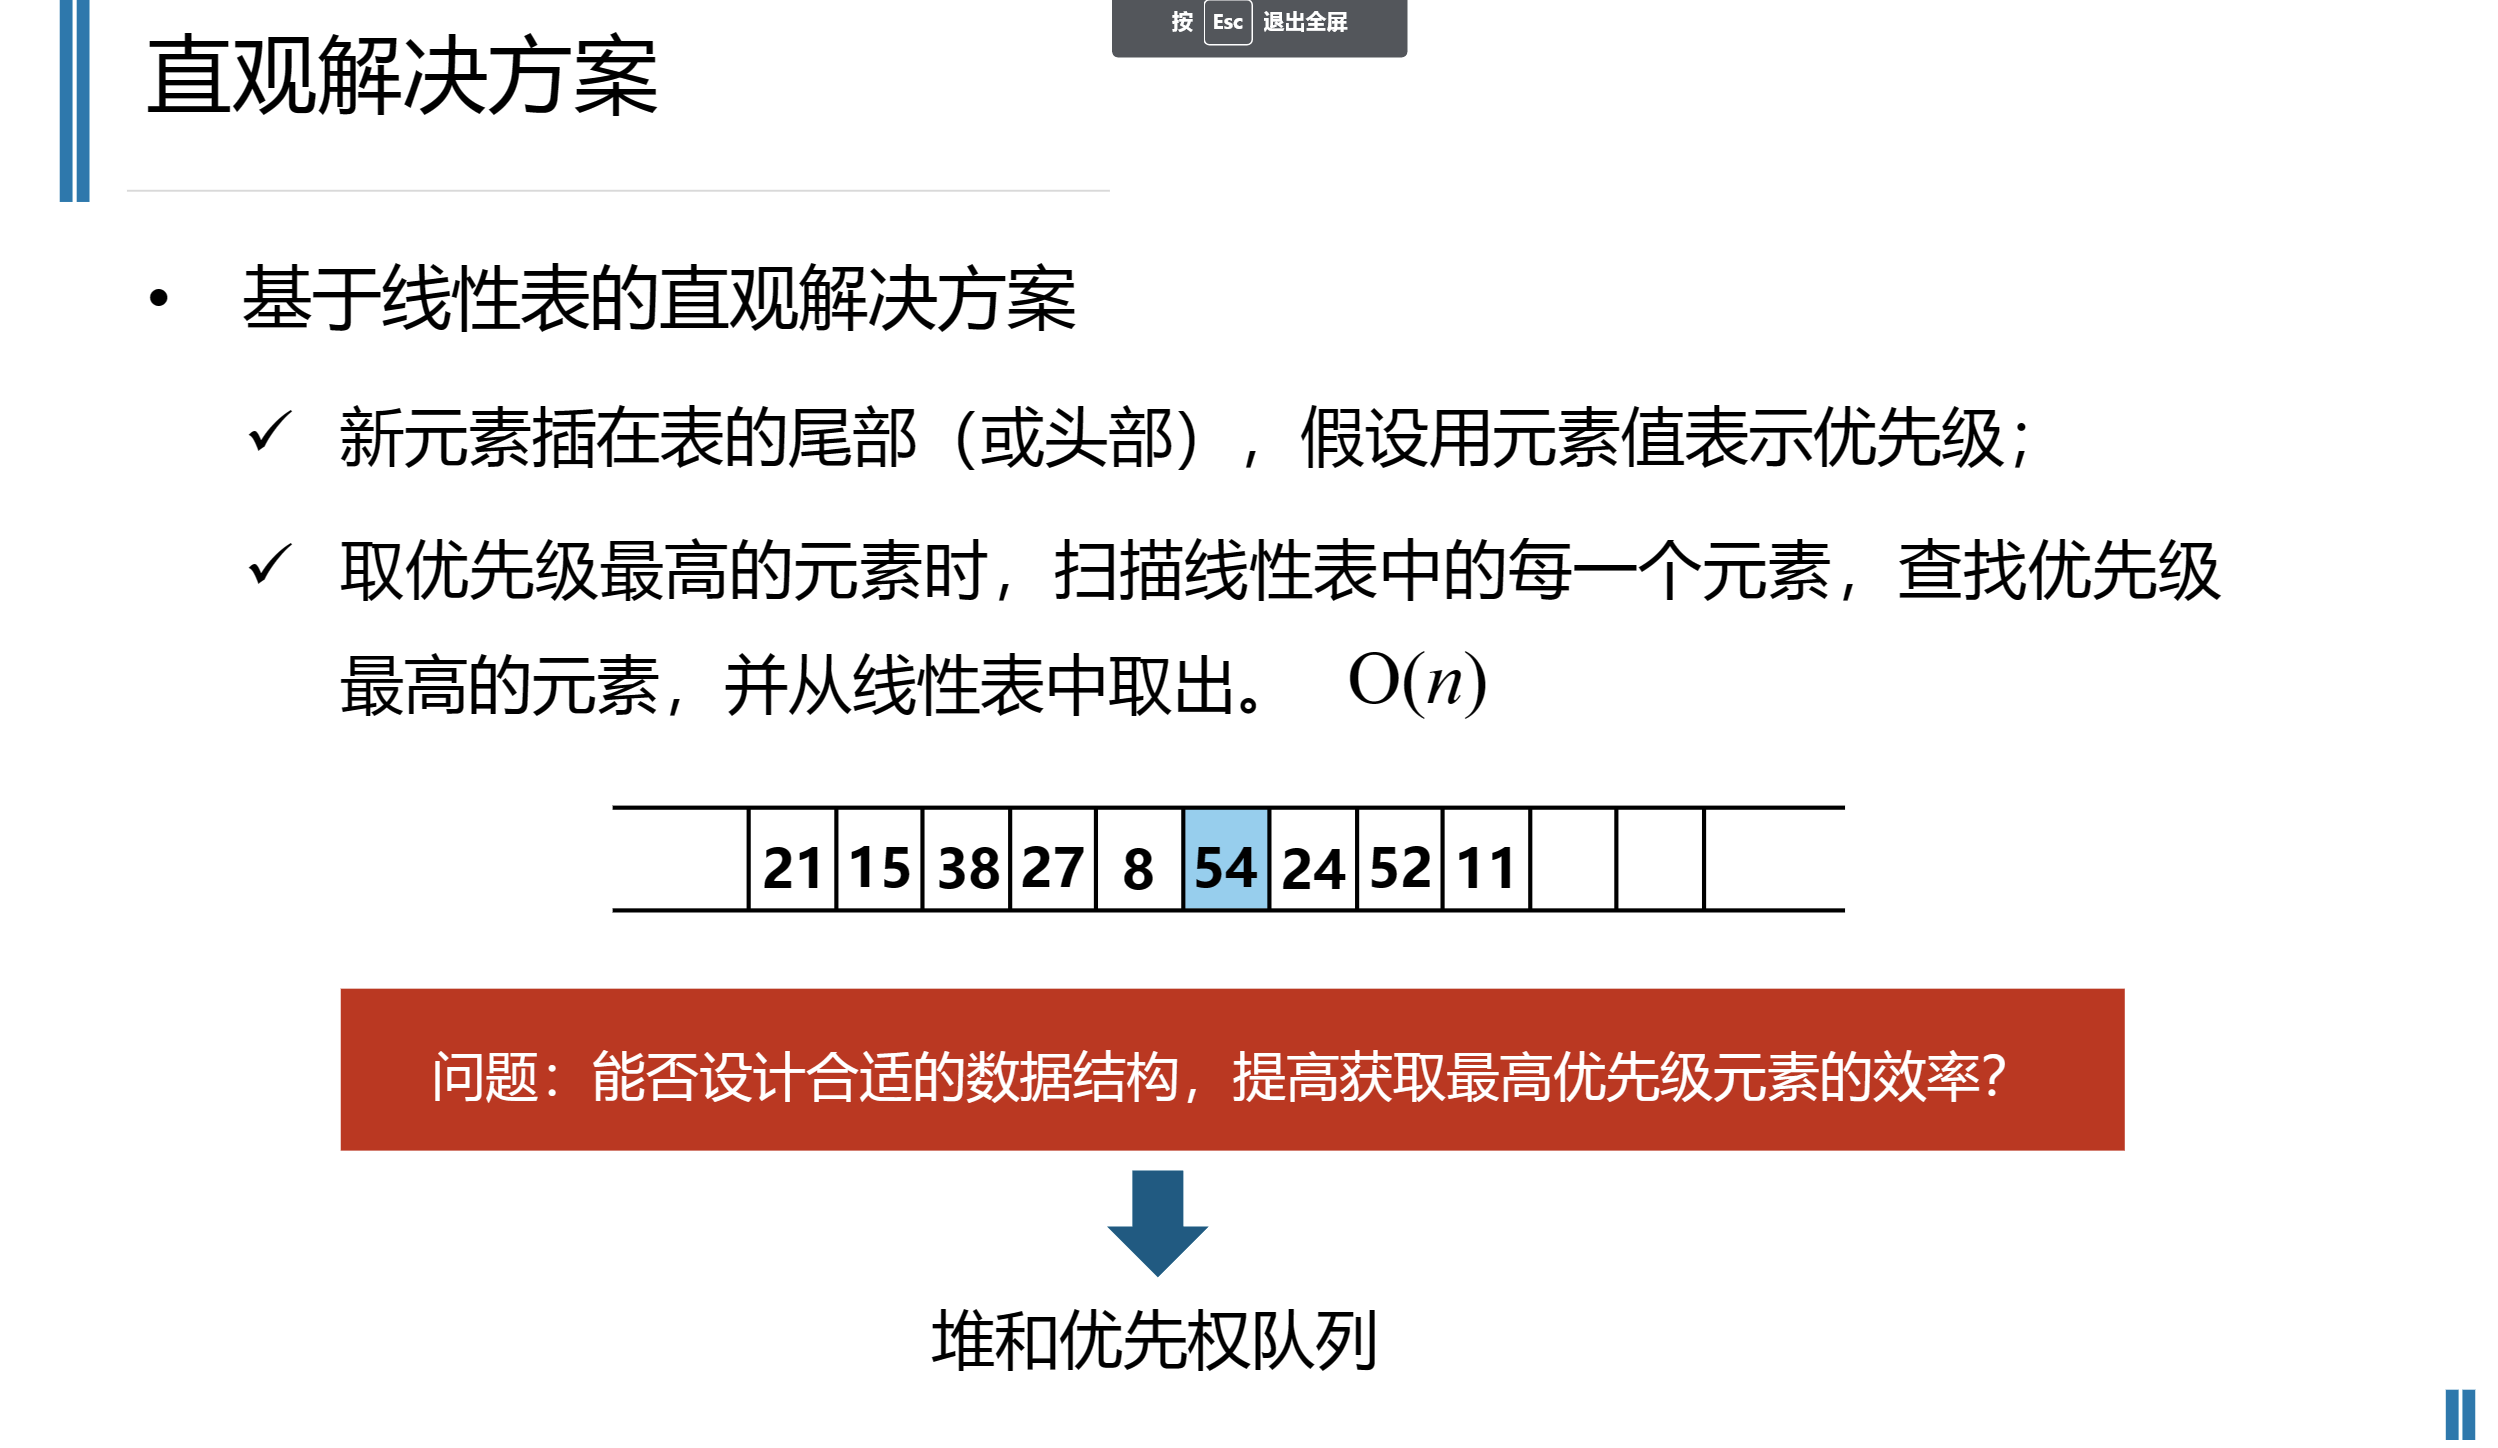 按 Esc 退出全屏
直观解决方案
• 基于线性表的直观解决方案
✓ 新元素插在表的尾部（或头部），假设用元素值表示优先级；
✓ 取优先级最高的元素时，扫描线性表中的每一个元素，查找优先级
最高的元素，并从线性表中取出。 O(n)
21 15 38 27 8 54 24 52 11
问题：能否设计合适的数据结构，提高获取最高优先级元素的效率？
堆和优先权队列